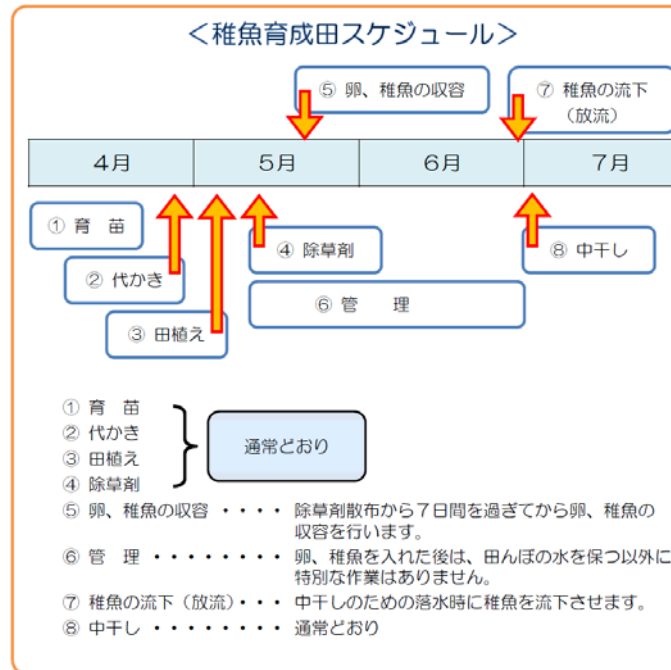 ＜稚魚育成田スケジュール＞
⑤ 卵、稚魚の収容
⑦ 稚魚の流下
（放流）
4月
5月
6月
7月
① 育　苗
④ 除草剤
⑧ 中干し
② 代かき
⑥ 管　　理
③ 田植え
① 育　苗
② 代かき
③ 田植え
④ 除草剤
通常どおり
⑤ 卵、稚魚の収容 ・・・・ 除草剤散布から７日間を過ぎてから卵、稚魚の
収容を行います。
⑥ 管　理 ・・・・・・・・ 卵、稚魚を入れた後は、田んぼの水を保つ以外に
特別な作業はありません。
⑦ 稚魚の流下（放流）・・・ 中干しのための落水時に稚魚を流下させます。
⑧ 中干し ・・・・・・・・ 通常どおり